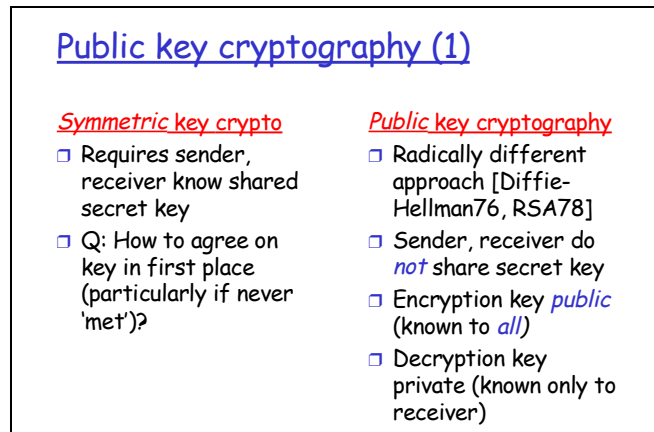 Public key cryptography (1)
Symmetric key crypto
❒ Requires sender,
receiver know shared
secret key
❒ Q: How to agree on
key in first place
(particularly if never
‘met’)?
Public key cryptography
❒ Radically different
approach [Diffie-
Hellman76, RSA78]
❒ Sender, receiver do
not share secret key
❒ Encryption key public
(known to all)
❒ Decryption key
private (known only to
receiver)